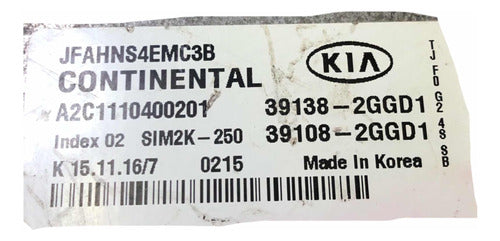 JFAHNS4EMC3B
KIA
CONTINENTAL
A2C1110400201 39138-2GGD1
Index 02 SIM2K-250 39108-2GGD1
K 15.11.16/7 0215 Made In Korea
TJ F0 G2 4S SB